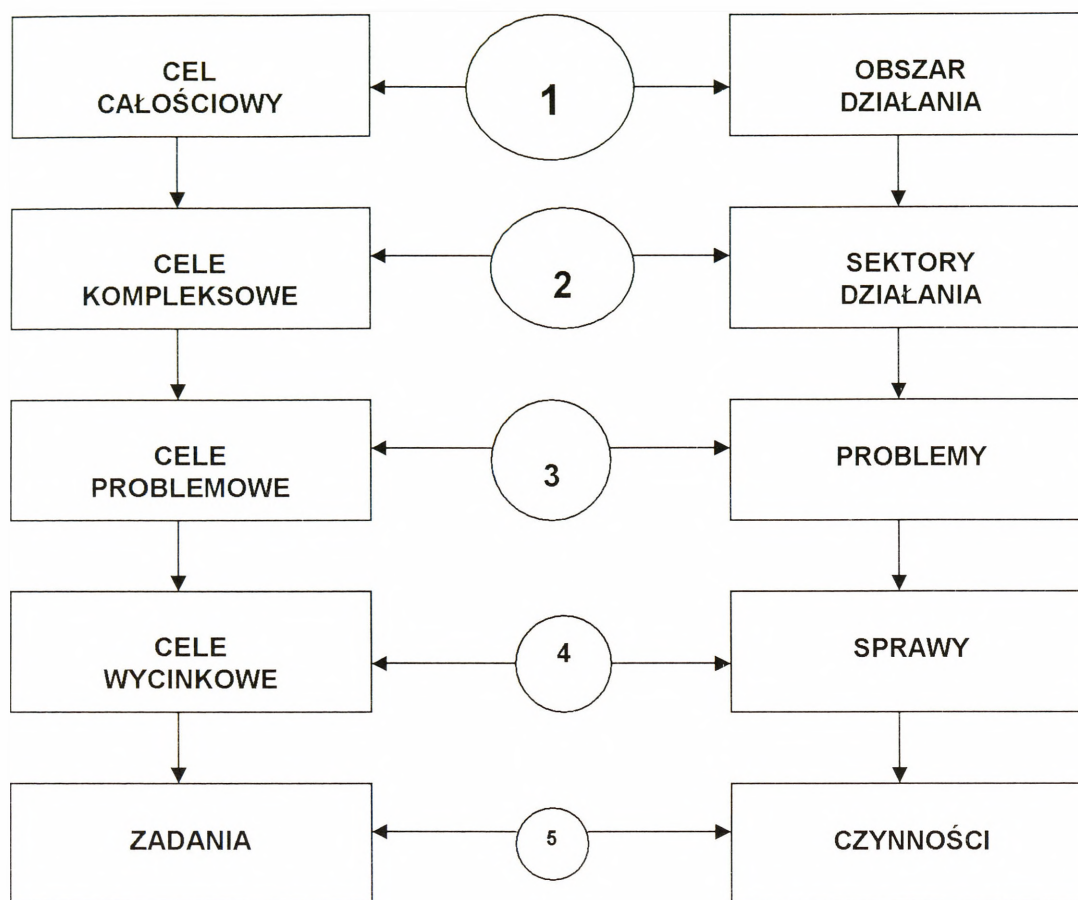 CEL
CAŁOŚCIOWY
1
OBSZAR
DZIAŁANIA
CELE
KOMPLEKSOWE
2
SEKTORY
DZIAŁANIA
CELE
PROBLEMOWE
3
PROBLEMY
CELE
WYCINKOWE
4
SPRAWY
ZADANIA
5
CZYNNOŚCI